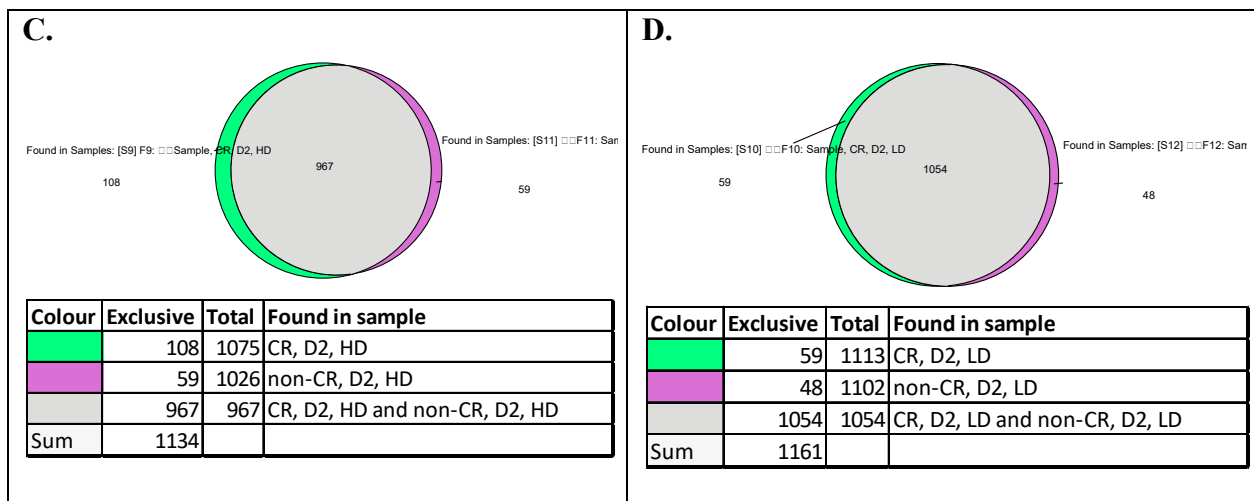 C.
Found in Samples: [S9] F9: □□Sample, CR, D2, HD
108
967
Found in Samples: [S11] □□F11: Sam
59
Colour Exclusive Total Found in sample
108 1075 CR, D2, HD
59 1026 non-CR, D2, HD
967 967 CR, D2, HD and non-CR, D2, HD
Sum 1134
D.
Found in Samples: [S10] □□F10: Sample, CR, D2, LD
59
1054
Found in Samples: [S12] □□F12: Sam
48
Colour Exclusive Total Found in sample
59 1113 CR, D2, LD
48 1102 non-CR, D2, LD
1054 1054 CR, D2, LD and non-CR, D2, LD
Sum 1161